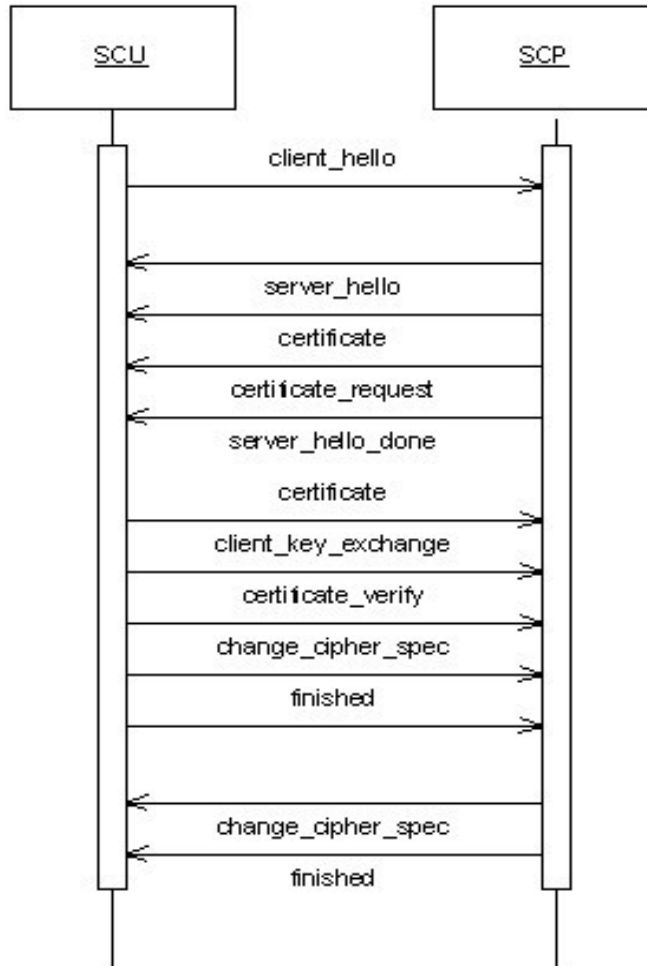 SCU
SCP
client_hello
server_hello
certificate
certificate_request
server_hello_done
certificate
client_key_exchange
certificate_verify
change_cipher_spec
finished
change_cipher_spec
finished